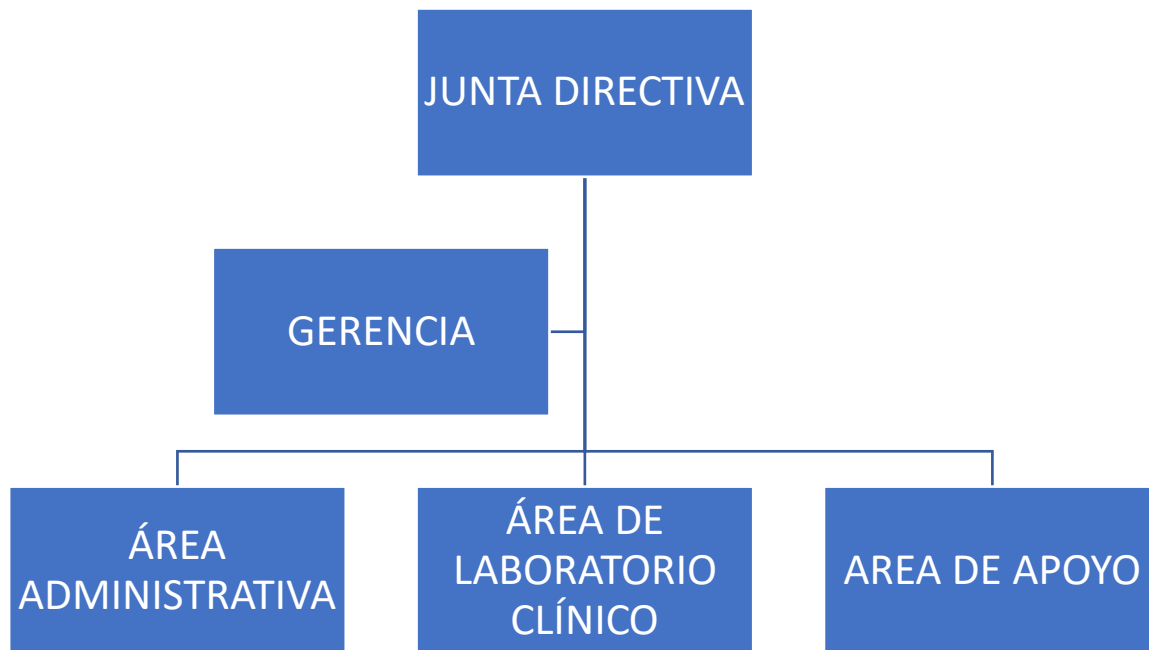 JUNTA DIRECTIVA
GERENCIA
ÁREA
ADMINISTRATIVA
ÁREA DE
LABORATORIO
CLÍNICO
AREA DE APOYO